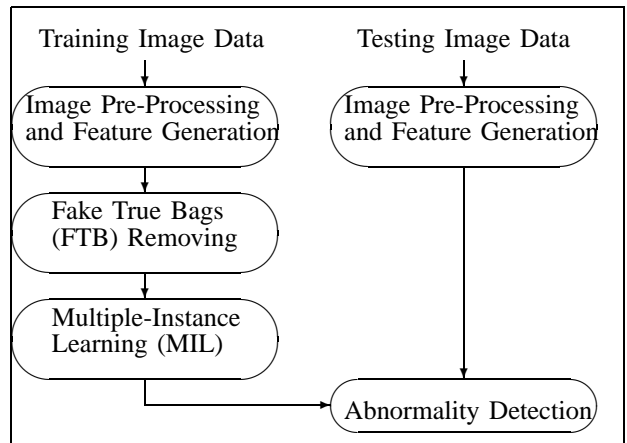 Training Image Data
Testing Image Data
Image Pre-Processing
and Feature Generation
Image Pre-Processing
and Feature Generation
Fake True Bags
(FTB) Removing
Multiple-Instance
Learning (MIL)
Abnormality Detection